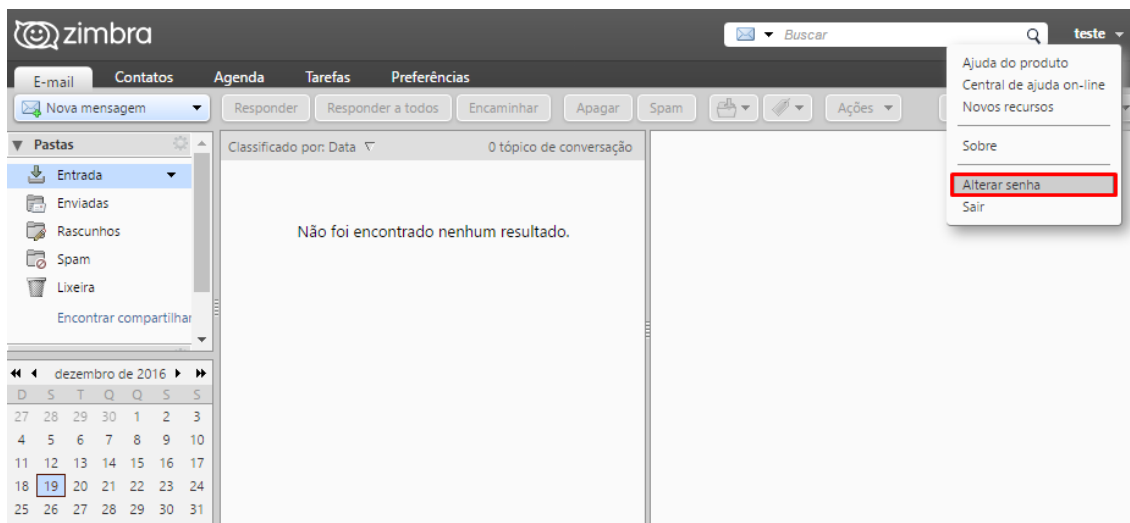 zimbra
Buscar
teste
E-mail Contatos Agenda Tarefas Preferências
Nova mensagem Responder Responder a todos Encaminhar Apagar Spam Ações
Ajuda do produto
Central de ajuda on-line
Novos recursos
Sobre
Alterar senha
Sair
Pastas
Entrada
Enviadas
Rascunhos
Spam
Lixeira
Encontrar compartilhar
Classificado por: Data 0 tópico de conversação
Não foi encontrado nenhum resultado.
dezembro de 2016
D S T Q Q S S
27 28 29 30 1 2 3
4 5 6 7 8 9 10
11 12 13 14 15 16 17
18 19 20 21 22 23 24
25 26 27 28 29 30 31